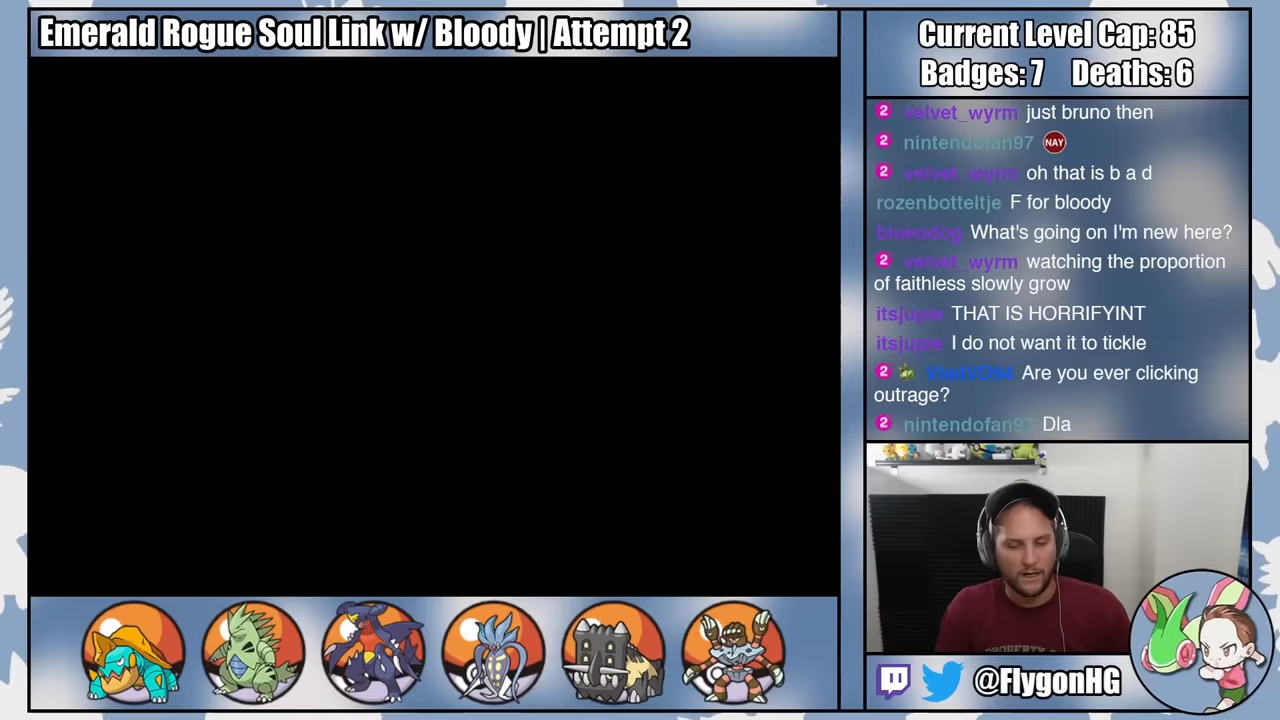 Emerald Rogue Soul Link w/ Bloody | Attempt 2
Current Level Cap: 85
Badges: 7 Deaths: 6
2 velvet_wyrm just bruno then
2 nintendofan97 NAY
2 velvet_wyrm oh that is b a d
rozenbotteltje F for bloody
blueodog What's going on I'm new here?
2 velvet_wyrm watching the proportion
of faithless slowly grow
itsjupie THAT IS HORRIFYINT
itsjupie I do not want it to tickle
2 Are you ever clicking
outrage?
2 nintendofan97 Dla
PROPERTY
@FlygonHG